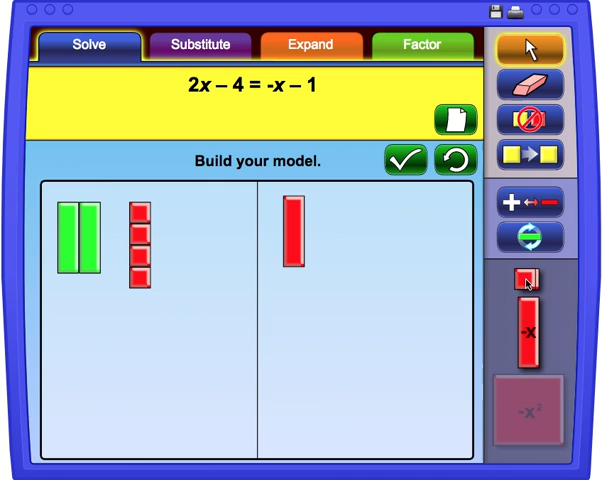 Solve
Substitute
Expand
Factor
2x – 4 = -x – 1
Build your model.
-x
-x²